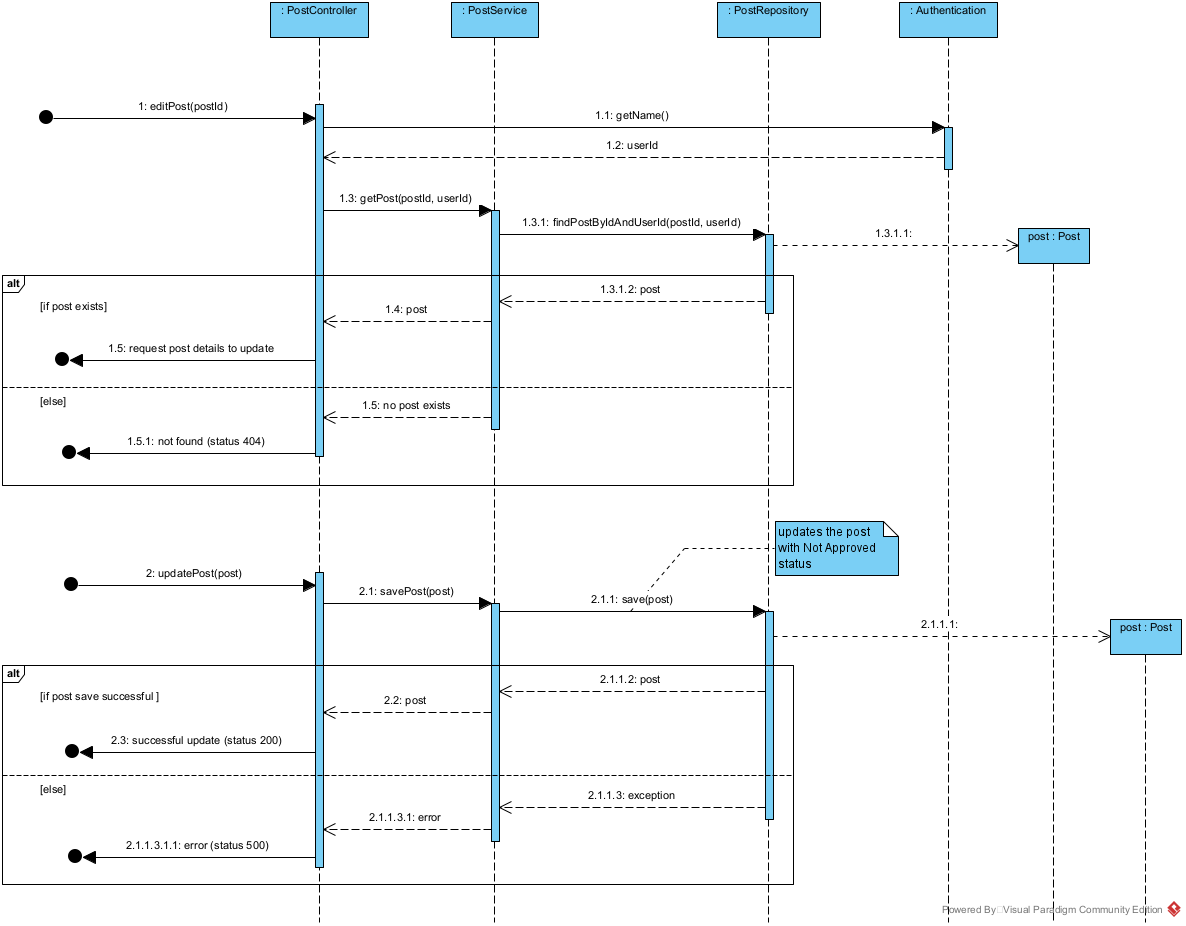 : PostController
: PostService
: PostRepository
: Authentication
1: editPost(postId)
1.1: getName()
1.2: userId
1.3: getPost(postId, userId)
1.3.1: findPostByIdAndUserId(postId, userId)
1.3.1.1:
post : Post
alt
[if post exists]
1.3.1.2: post
1.4: post
1.5: request post details to update
[else]
1.5: no post exists
1.5.1: not found (status 404)
updates the post
with Not Approved
status
2: updatePost(post)
2.1: savePost(post)
2.1.1: save(post)
2.1.1.1:
post : Post
alt
[if post save successful ]
2.1.1.2: post
2.2: post
2.3: successful update (status 200)
[else]
2.1.1.3: exception
2.1.1.3.1: error
2.1.1.3.1.1: error (status 500)
Powered By Visual Paradigm Community Edition